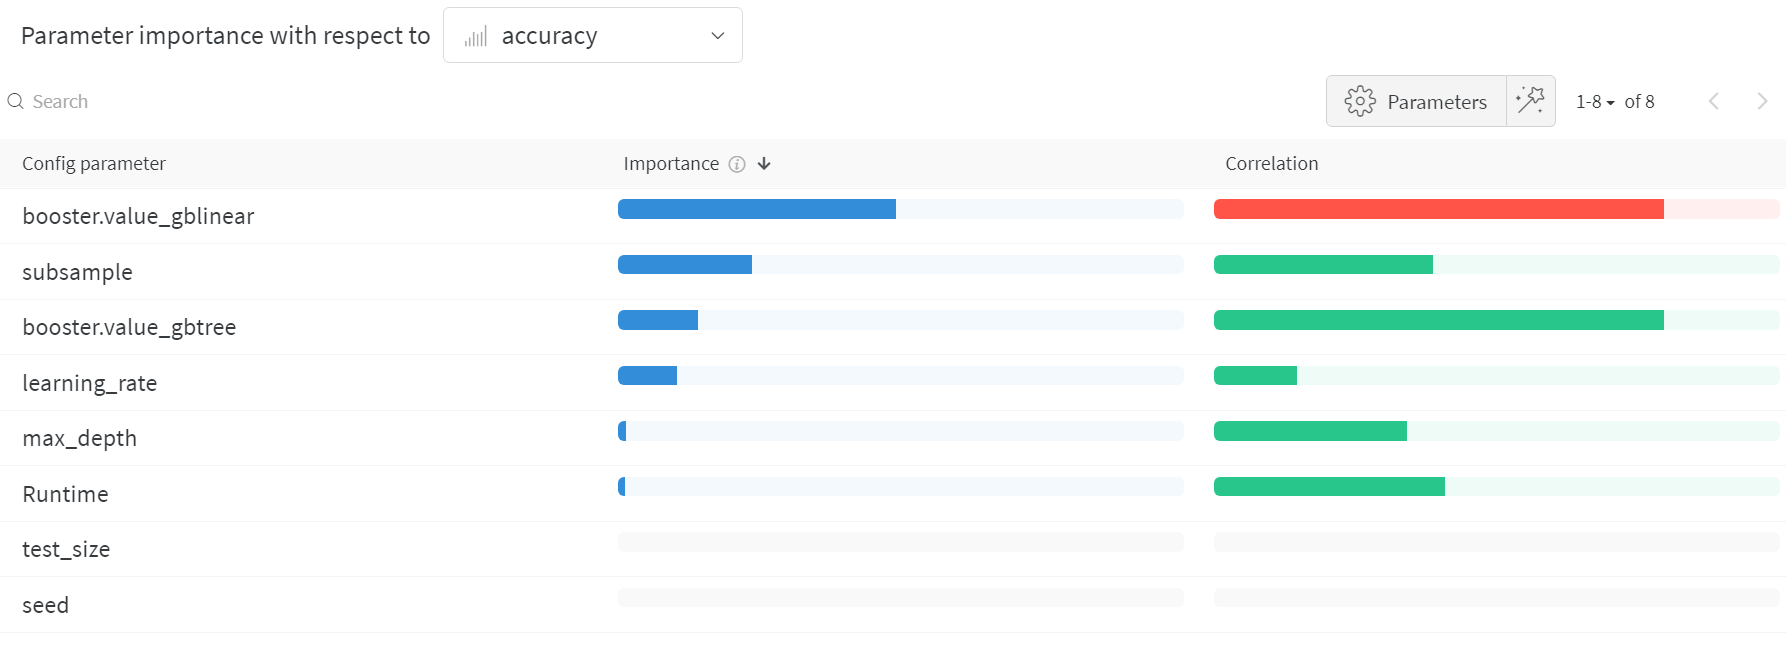 Parameter importance with respect to accuracy
Search
Parameters 1-8 of 8
Config parameter Importance Correlation
booster.value_gblinear
subsample
booster.value_gbtree
learning_rate
max_depth
Runtime
test_size
seed